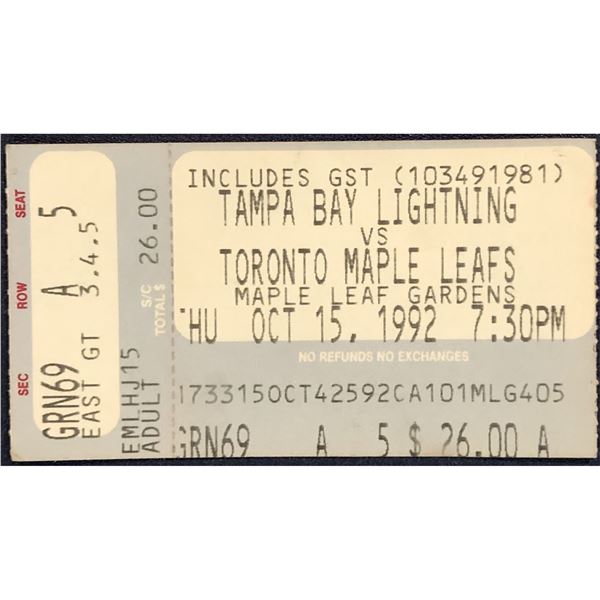 SEC ROW SEAT
GRN69 A 5
EAST GT 3.4.5
S/C
TOTAL$ 26.00
EMLHJ15
ADULT
INCLUDES GST (103491981)
TAMPA BAY LIGHTNING
VS
TORONTO MAPLE LEAFS
MAPLE LEAF GARDENS
THU OCT 15, 1992 7:30PM
NO REFUNDS NO EXCHANGES
173315OCT42592CA101MLG405
GRN69 A 5 $ 26.00 A